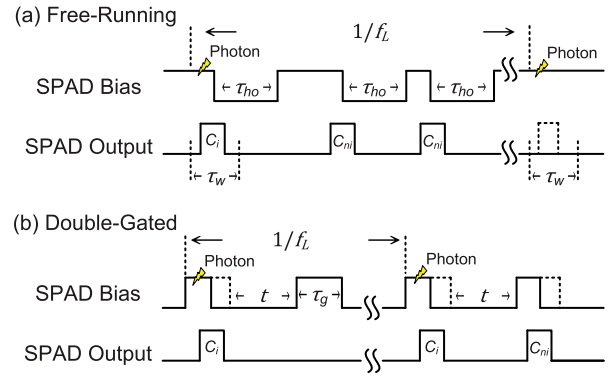 (a) Free-Running
1/f_L
Photon
Photon
SPAD Bias
τ_ho
τ_ho
τ_ho
SPAD Output
C_i
C_ni
C_ni
τ_w
τ_w
(b) Double-Gated
1/f_L
Photon
Photon
SPAD Bias
t
τ_g
t
SPAD Output
C_i
C_i
C_ni